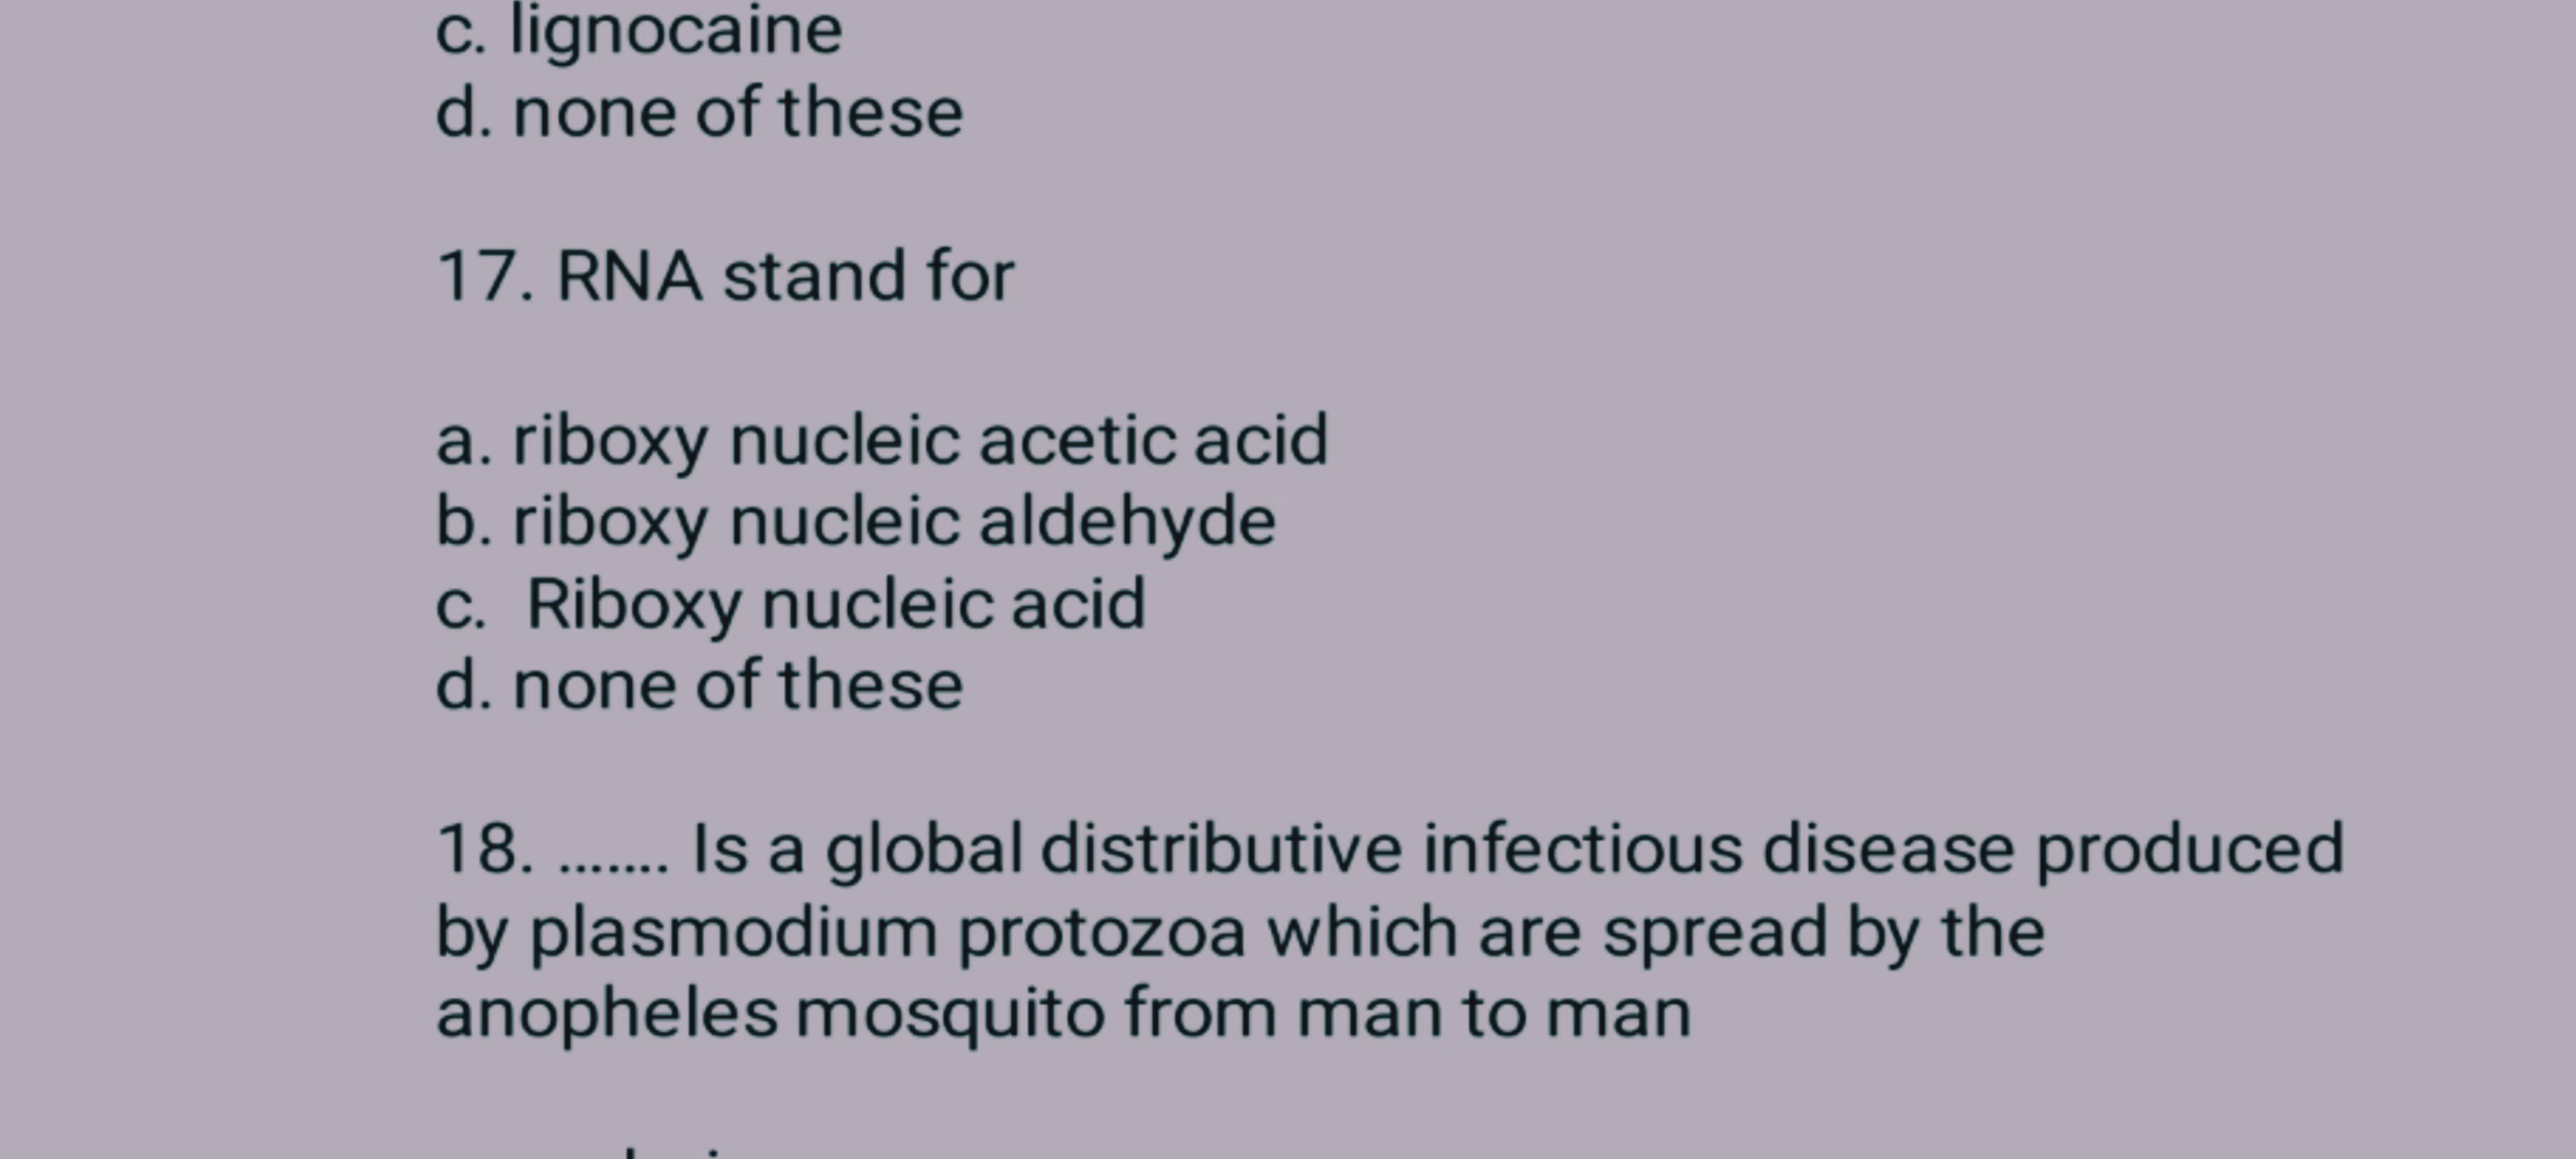 c. lignocaine
d. none of these
17. RNA stand for
a. riboxy nucleic acetic acid
b. riboxy nucleic aldehyde
c. Riboxy nucleic acid
d. none of these
18. ....... Is a global distributive infectious disease produced
by plasmodium protozoa which are spread by the
anopheles mosquito from man to man